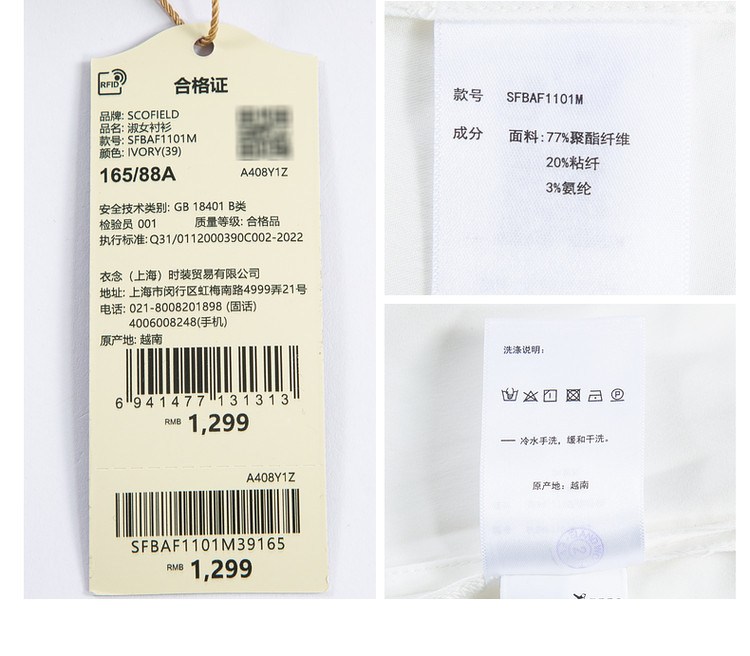 RFID
合格证
品牌: SCOFIELD
品名: 淑女衬衫
款号: SFBAF1101M
颜色: IVORY(39)
165/88A
A408Y1Z
安全技术类别: GB 18401 B类
检验员 001 质量等级: 合格品
执行标准: Q31/0112000390C002-2022
衣念（上海）时装贸易有限公司
地址: 上海市闵行区虹梅南路4999弄21号
电话: 021-8008201898 (固话)
4006008248(手机)
原产地: 越南
6 941477 131313
RMB 1,299
A408Y1Z
SFBAF1101M39165
RMB 1,299
款号 SFBAF1101M
成分 面料: 77%聚酯纤维
20%粘纤
3%氨纶
洗涤说明:
— 冷水手洗, 缓和干洗。
原产地: 越南